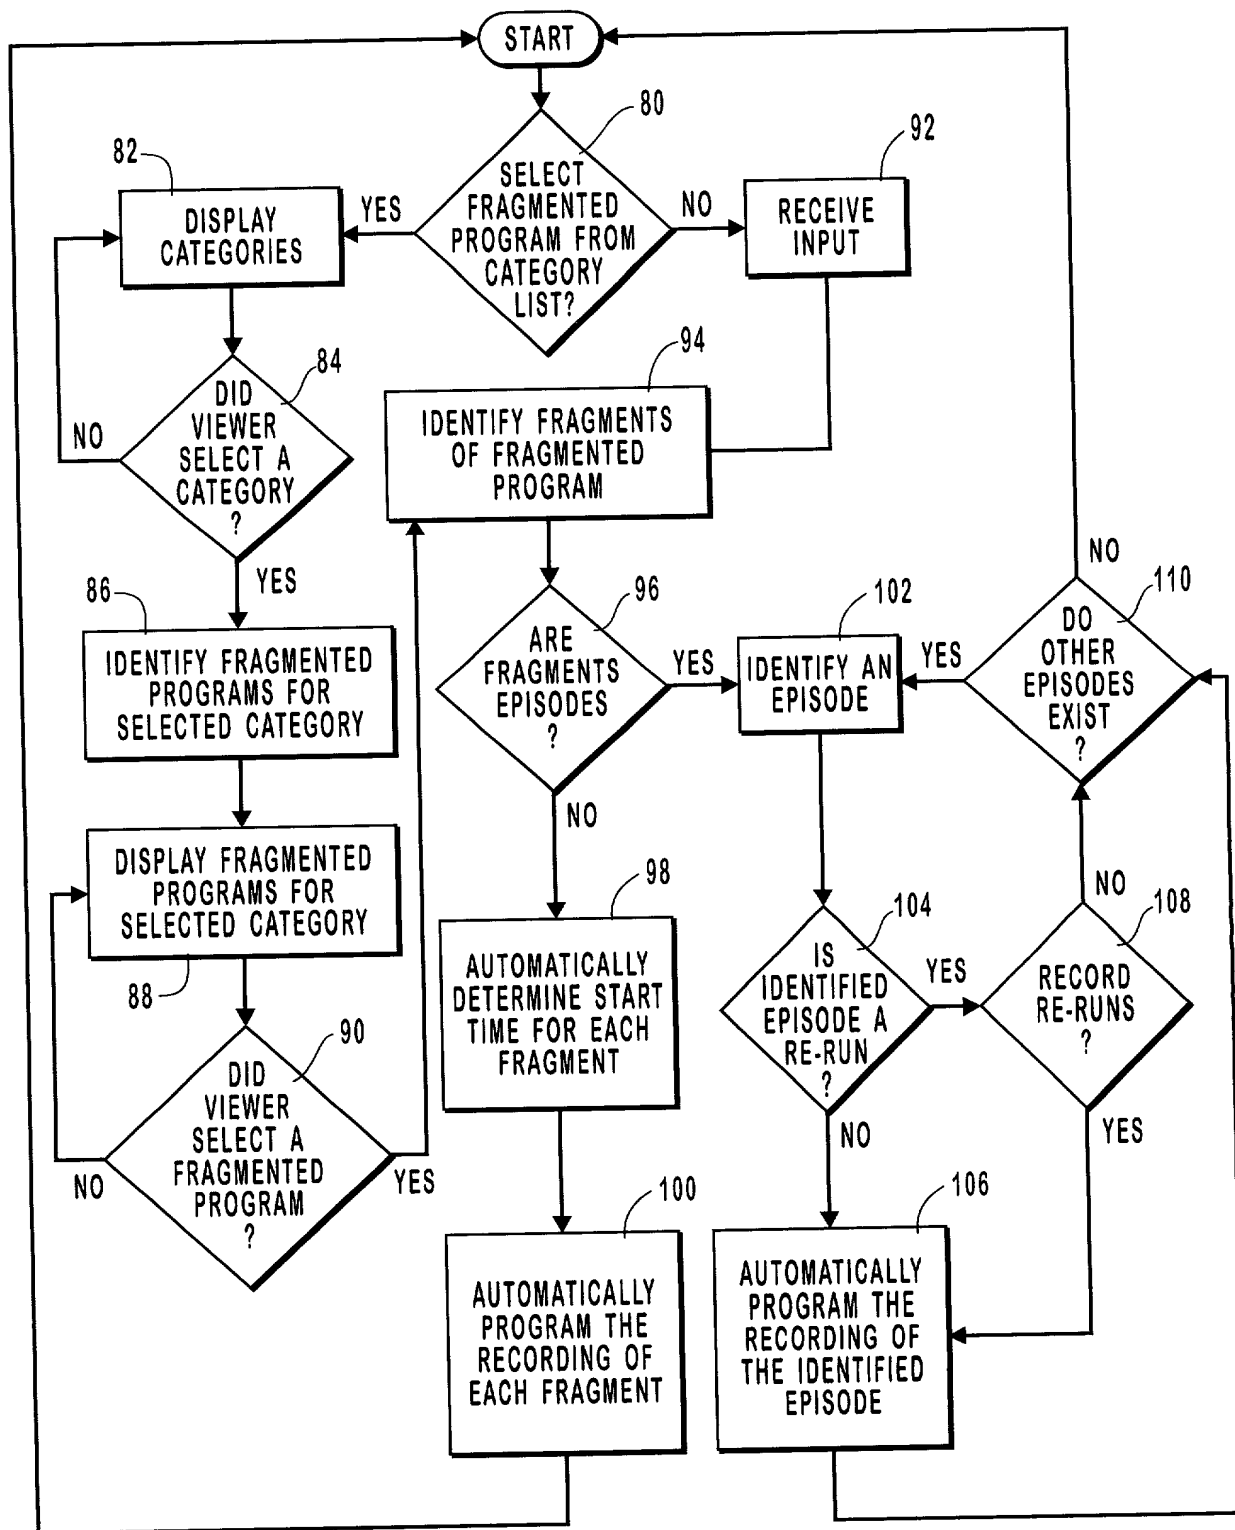 START
80
SELECT
FRAGMENTED
PROGRAM FROM
CATEGORY
LIST?
YES
NO
82
DISPLAY
CATEGORIES
92
RECEIVE
INPUT
84
DID
VIEWER
SELECT A
CATEGORY
?
NO
YES
94
IDENTIFY FRAGMENTS
OF FRAGMENTED
PROGRAM
86
IDENTIFY FRAGMENTED
PROGRAMS FOR
SELECTED CATEGORY
96
ARE
FRAGMENTS
EPISODES
?
YES
NO
102
IDENTIFY AN
EPISODE
110
DO
OTHER
EPISODES
EXIST
?
NO
YES
DISPLAY FRAGMENTED
PROGRAMS FOR
SELECTED CATEGORY
88
90
DID
VIEWER
SELECT A
FRAGMENTED
PROGRAM
?
NO
YES
98
AUTOMATICALLY
DETERMINE START
TIME FOR EACH
FRAGMENT
104
IS
IDENTIFIED
EPISODE A
RE-RUN
?
YES
NO
108
RECORD
RE-RUNS
?
NO
YES
100
AUTOMATICALLY
PROGRAM THE
RECORDING OF
EACH FRAGMENT
106
AUTOMATICALLY
PROGRAM THE
RECORDING OF
THE IDENTIFIED
EPISODE